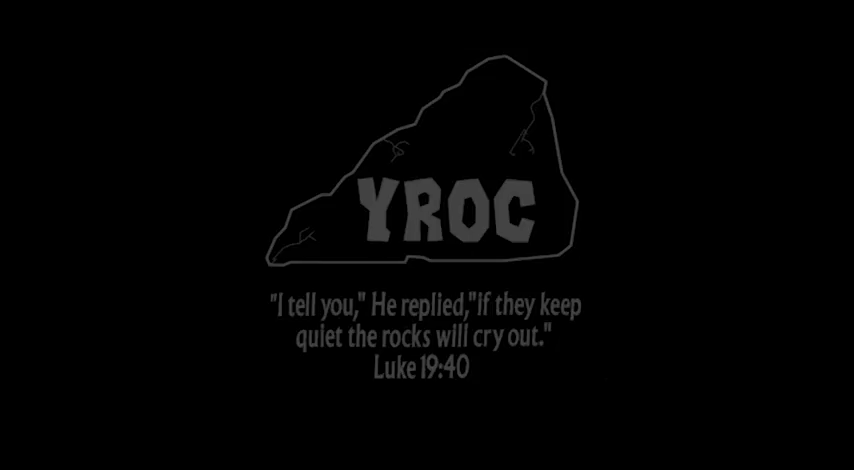 YROC
"I tell you," He replied,"if they keep
quiet the rocks will cry out."
Luke 19:40